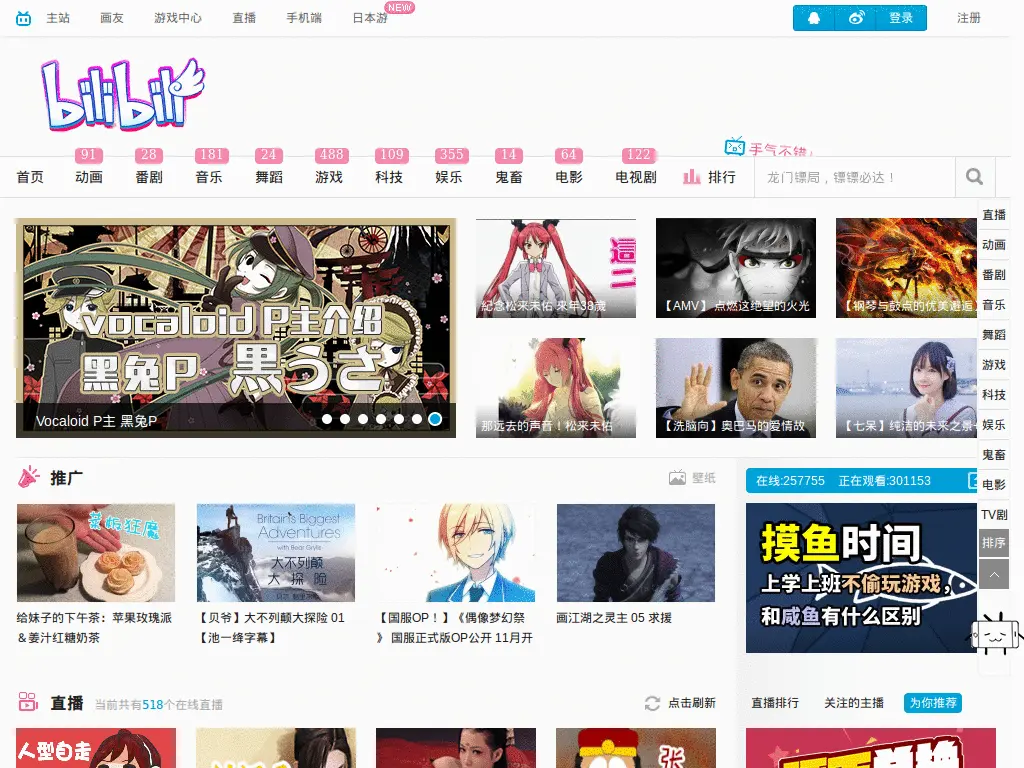 主站 画友 游戏中心 直播 手机端 日本游 NEW 登录 注册
bilibili
手气不错
91 28 181 24 488 109 355 14 64 122
首页 动画 番剧 音乐 舞蹈 游戏 科技 娱乐 鬼畜 电影 电视剧 排行 龙门镖局，镖镖必达！
vocaloid P主介绍
黑兔P 黒うさ
Vocaloid P主 黑兔P
這
二
紀念松来未佑 来年38歳
【AMV】点燃这绝望的火光
【钢琴与鼓点的优美邂逅
那远去的声音！松来未佑
【洗脑向】奥巴马的爱情故
【七呆】纯洁的未来之景
直播
动画
番剧
音乐
舞蹈
游戏
科技
娱乐
鬼畜
电影
TV剧
排序
推广 壁纸
在线:257755 正在观看:301153
菜板狂魔
Britain's Biggest
Adventures
with Bear Grylls
大不列颠
大 探 险
给妹子的下午茶：苹果玫瑰派
＆姜汁红糖奶茶
【贝爷】大不列颠大探险 01
【池一绛字幕】
【国服OP！】《偶像梦幻祭
》 国服正式版OP公开 11月开
画江湖之灵主 05 求援
摸鱼时间
上学上班不偷玩游戏，
和咸鱼有什么区别
直播 当前共有518个在线直播 点击刷新
直播排行 关注的主播 为你推荐
人型自走
张